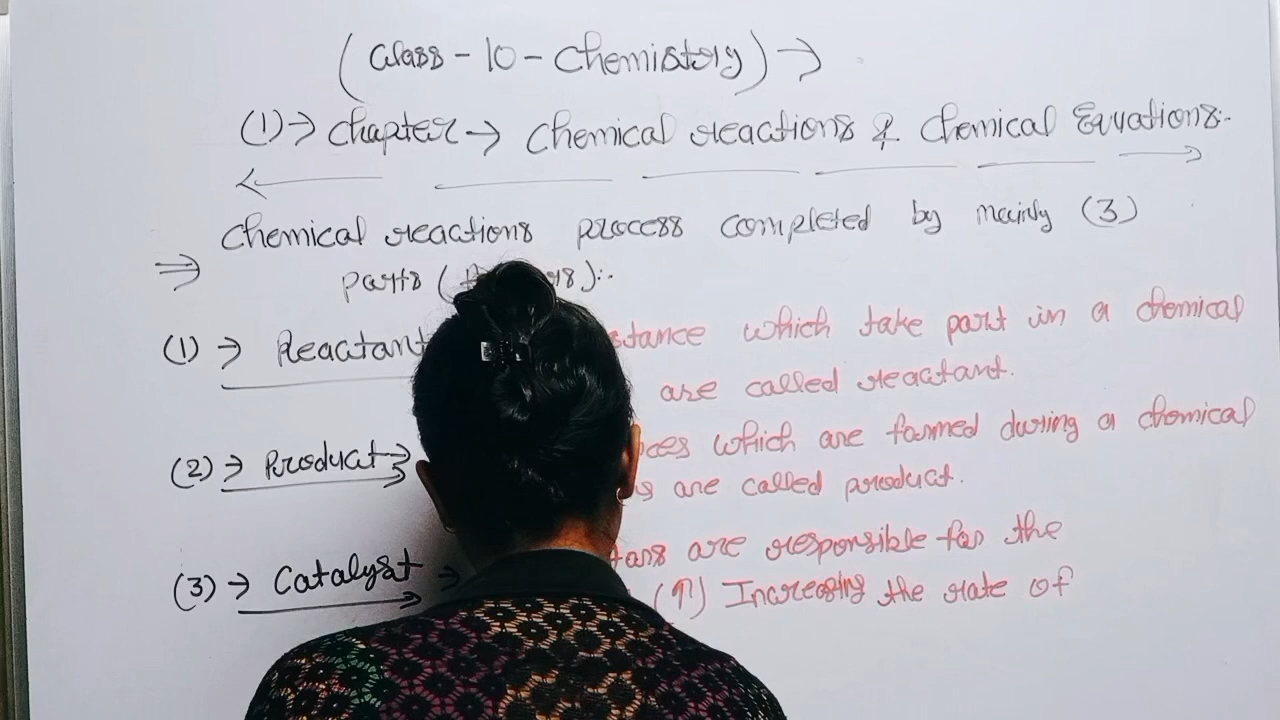 (Class - 10 - Chemistory) →
(1) → Chapter → Chemical reactions & Chemical Equations:-
⇒ Chemical reactions process completed by mainly (3)
parts ( ):-
(1) → Reactant which take part in a chemical
are called reactant.
(2) → Product → which are formed during a chemical
are called product.
(3) → Catalyst → are responsible for the
(↑) Increasing the rate of